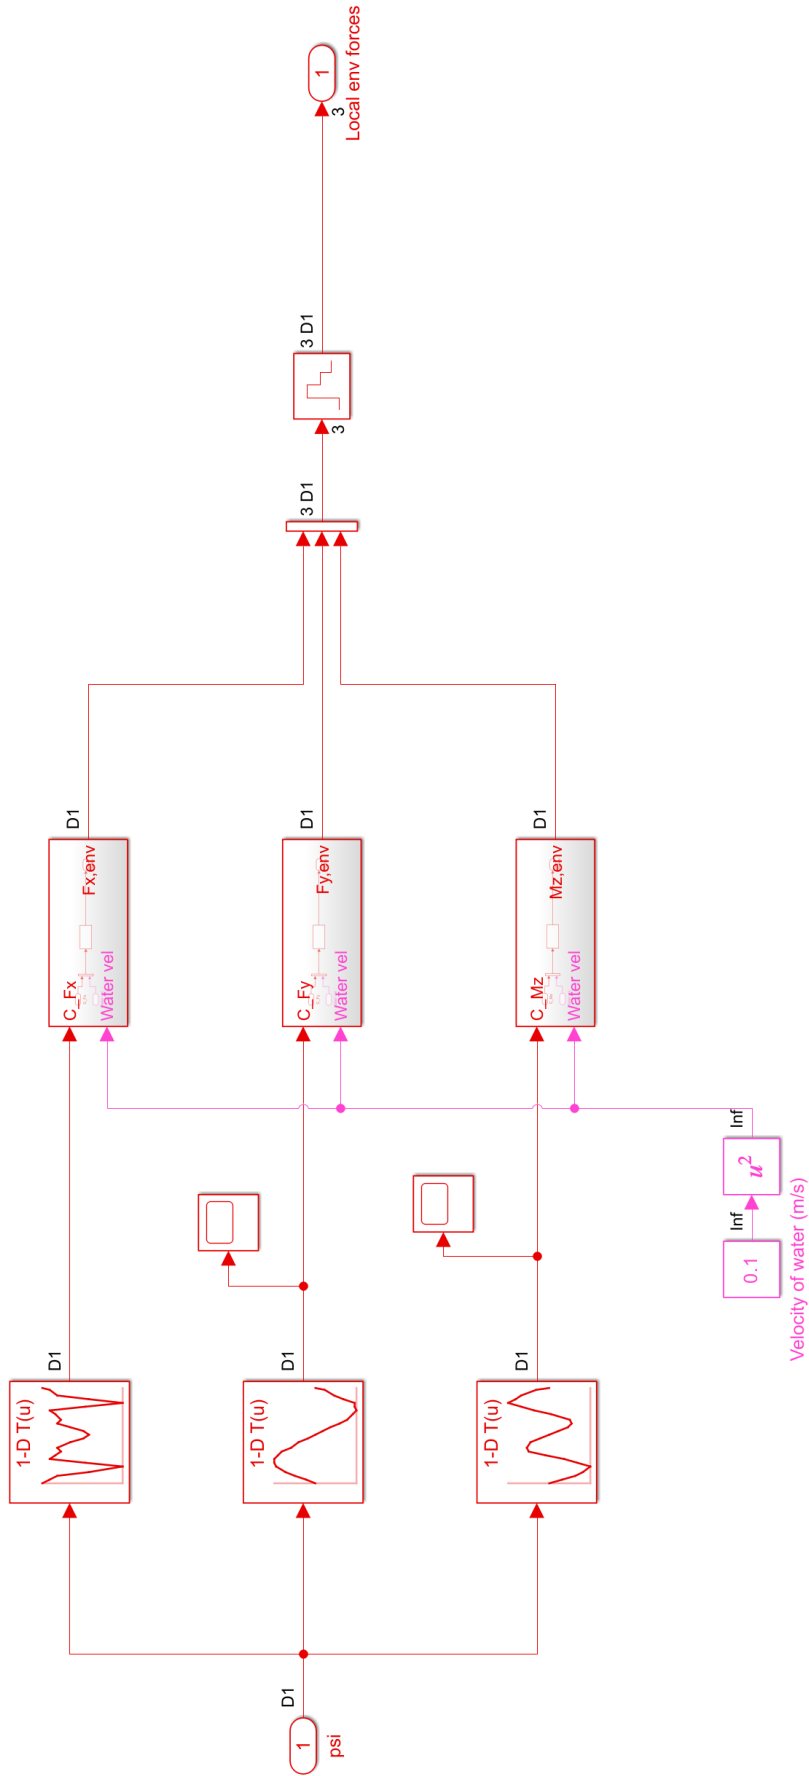 1
psi
D1
1-D T(u)
D1
1-D T(u)
D1
1-D T(u)
D1
0.1
Velocity of water (m/s)
Inf
u²
Inf
C_Fx
Water vel
Fx,env
D1
C_Fy
Water vel
Fy,env
D1
C_Mz
Water vel
Mz,env
D1
3 D1
3
3 D1
3
1
Local env forces